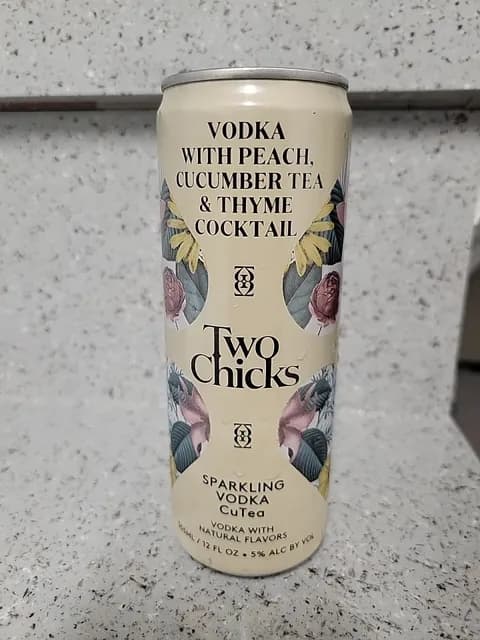 VODKA
WITH PEACH,
CUCUMBER TEA
& THYME
COCKTAIL
Two
Chicks
SPARKLING
VODKA
CuTea
VODKA WITH
NATURAL FLAVORS
355ML / 12 FL OZ • 5% ALC BY VOL